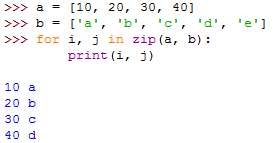 >>> a = [10, 20, 30, 40]
>>> b = ['a', 'b', 'c', 'd', 'e']
>>> for i, j in zip(a, b):
        print(i, j)

10 a
20 b
30 c
40 d